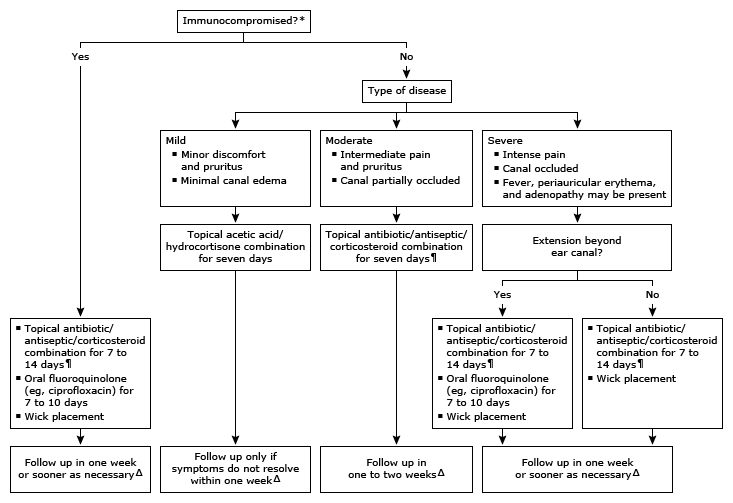 Immunocompromised?*
Yes
No
Type of disease
Mild
▪ Minor discomfort
and pruritus
▪ Minimal canal edema
Moderate
▪ Intermediate pain
and pruritus
▪ Canal partially occluded
Severe
▪ Intense pain
▪ Canal occluded
▪ Fever, periauricular erythema,
and adenopathy may be present
Topical acetic acid/
hydrocortisone combination
for seven days
Topical antibiotic/antiseptic/
corticosteroid combination
for seven days¶
Extension beyond
ear canal?
Yes
No
▪ Topical antibiotic/
antiseptic/corticosteroid
combination for 7 to
14 days¶
▪ Oral fluoroquinolone
(eg, ciprofloxacin) for
7 to 10 days
▪ Wick placement
▪ Topical antibiotic/
antiseptic/corticosteroid
combination for 7 to
14 days¶
▪ Oral fluoroquinolone
(eg, ciprofloxacin) for
7 to 10 days
▪ Wick placement
▪ Topical antibiotic/
antiseptic/corticosteroid
combination for 7 to
14 days¶
▪ Wick placement
Follow up in one week
or sooner as necessaryΔ
Follow up only if
symptoms do not resolve
within one weekΔ
Follow up in
one to two weeksΔ
Follow up in one week
or sooner as necessaryΔ